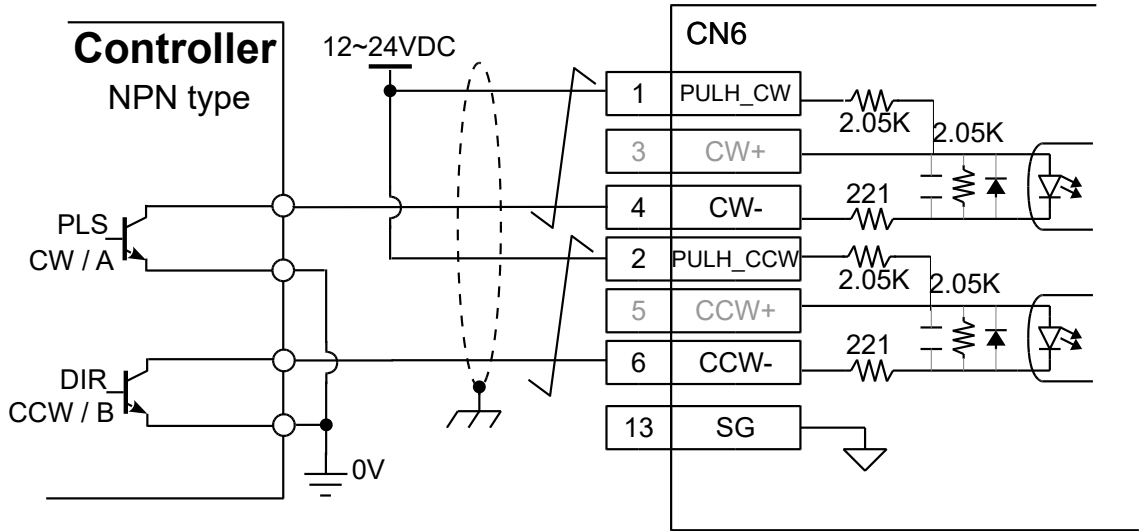 Controller
NPN type
12~24VDC
CN6
1 PULH_CW
2.05K
2.05K
3 CW+
221
4 CW-
PLS
CW / A
2 PULH_CCW
2.05K
2.05K
5 CCW+
221
6 CCW-
DIR
CCW / B
13 SG
0V